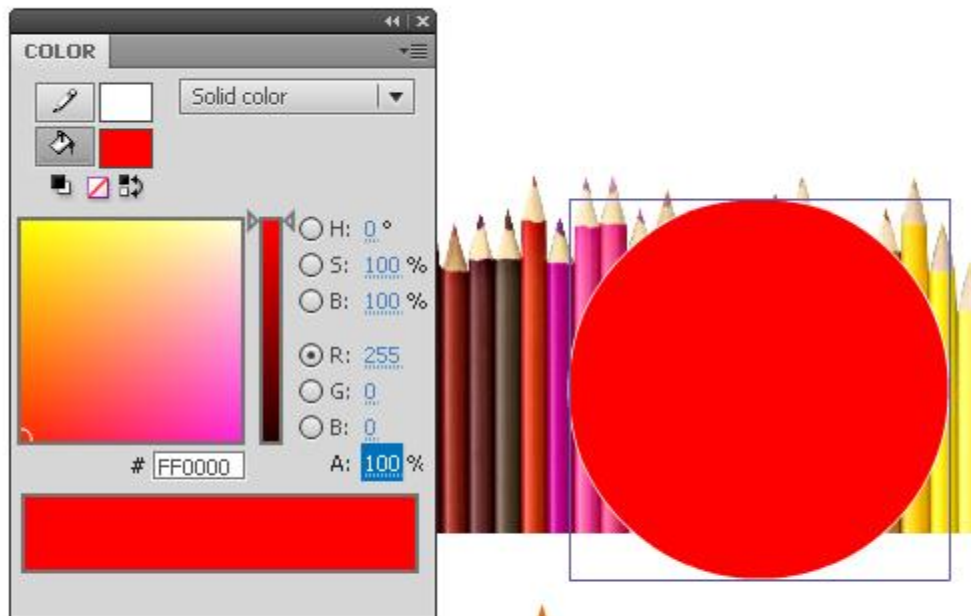 COLOR
Solid color
H: 0 °
S: 100 %
B: 100 %
R: 255
G: 0
B: 0
# FF0000
A: 100 %